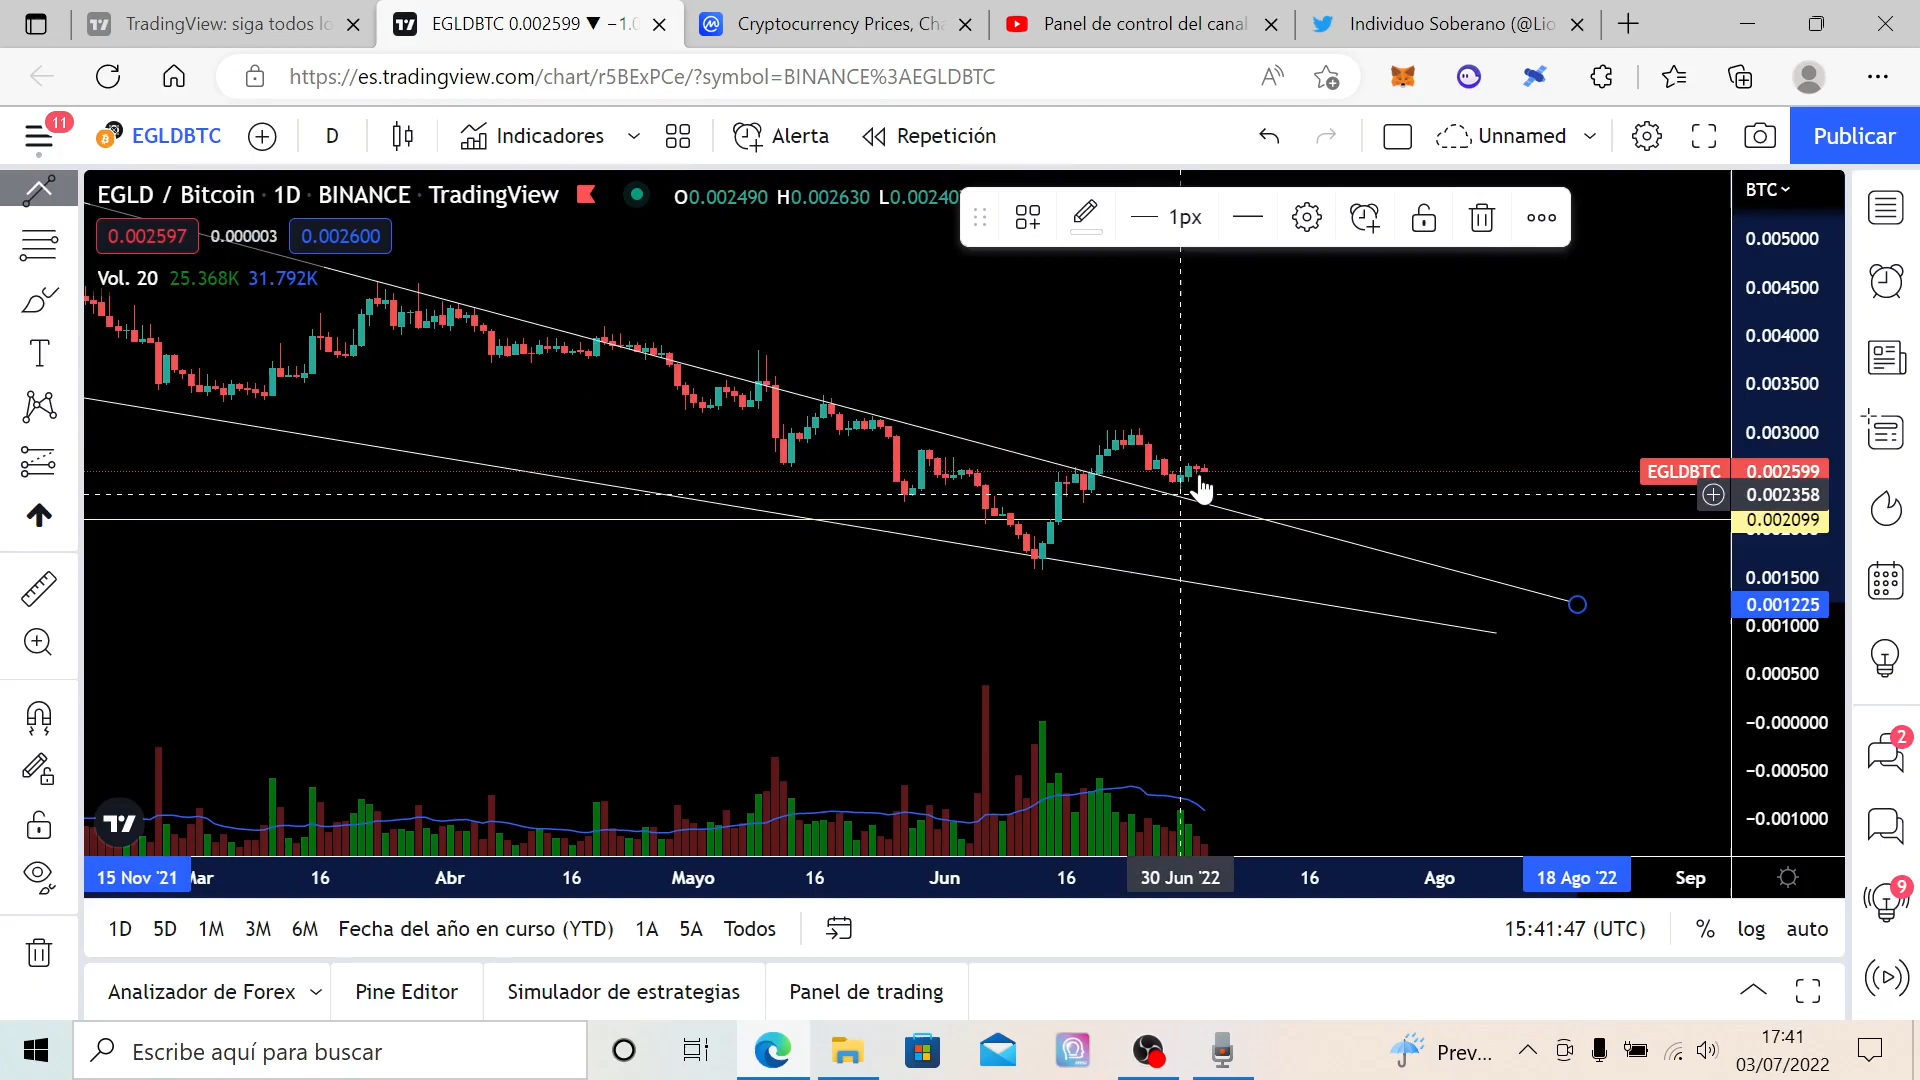 TradingView: siga todos lo
EGLDBTC 0.002599 ▼ −1.0
Cryptocurrency Prices, Cha
Panel de control del canal
Individuo Soberano (@Lio
https://es.tradingview.com/chart/r5BExPCe/?symbol=BINANCE%3AEGLDBTC
11
EGLDBTC
D
Indicadores
Alerta
Repetición
Unnamed
Publicar
EGLD / Bitcoin · 1D · BINANCE · TradingView
O0.002490 H0.002630 L0.00240
1px
BTC
0.002597
0.000003
0.002600
Vol. 20 25.368K 31.792K
0.005000
0.004500
0.004000
0.003500
0.003000
EGLDBTC 0.002599
0.002358
0.002099
0.001500
0.001225
0.001000
0.000500
−0.000000
−0.000500
−0.001000
2
9
15 Nov '21
Mar
16
Abr
16
Mayo
16
Jun
16
30 Jun '22
16
Ago
18 Ago '22
Sep
1D 5D 1M 3M 6M Fecha del año en curso (YTD) 1A 5A Todos
15:41:47 (UTC)
% log auto
Analizador de Forex
Pine Editor
Simulador de estrategias
Panel de trading
Escribe aquí para buscar
Prev...
17:41
03/07/2022